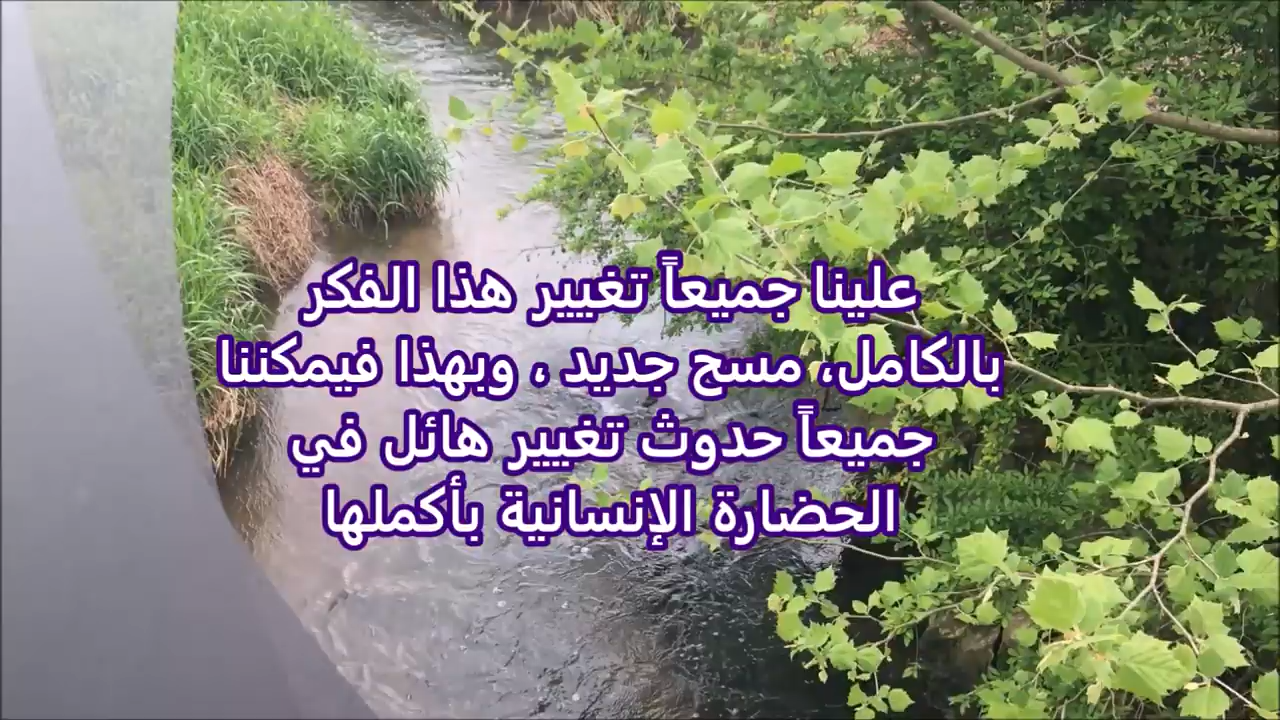 علينا جميعاً تغيير هذا الفكر
بالكامل، مسح جديد ، وبهذا فيمكننا
جميعاً حدوث تغيير هائل في
الحضارة الإنسانية بأكملها